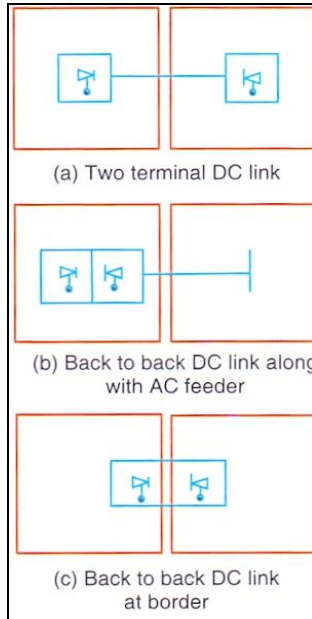 (a) Two terminal DC link
(b) Back to back DC link along
with AC feeder
(c) Back to back DC link
at border